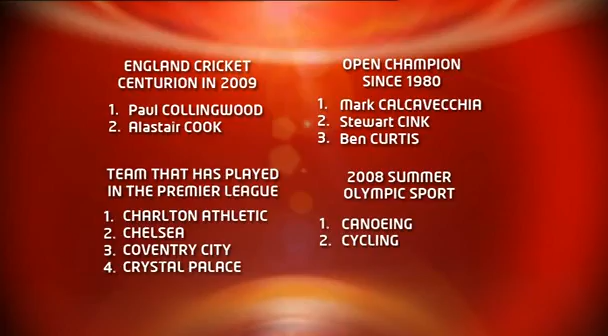 ENGLAND CRICKET
CENTURION IN 2009
1. Paul COLLINGWOOD
2. Alastair COOK
OPEN CHAMPION
SINCE 1980
1. Mark CALCAVECCHIA
2. Stewart CINK
3. Ben CURTIS
TEAM THAT HAS PLAYED
IN THE PREMIER LEAGUE
1. CHARLTON ATHLETIC
2. CHELSEA
3. COVENTRY CITY
4. CRYSTAL PALACE
2008 SUMMER
OLYMPIC SPORT
1. CANOEING
2. CYCLING